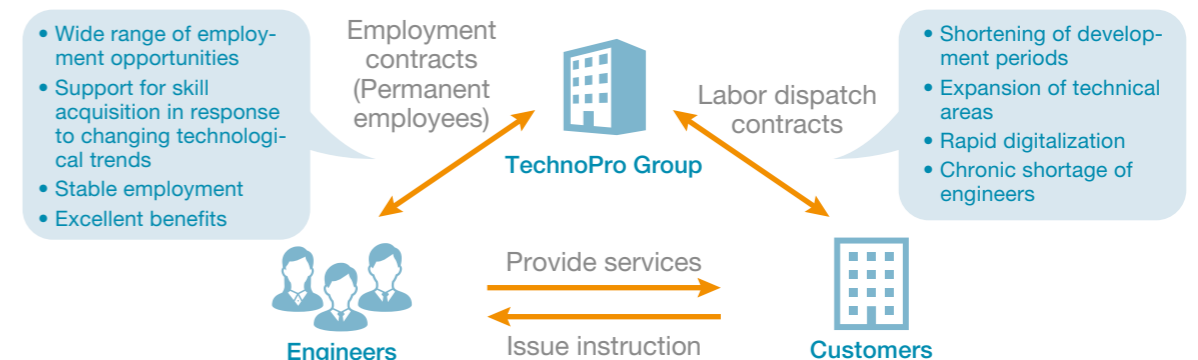 • Wide range of employ-
ment opportunities
• Support for skill
acquisition in response
to changing technologi-
cal trends
• Stable employment
• Excellent benefits
Employment
contracts
(Permanent
employees)
TechnoPro Group
Labor dispatch
contracts
• Shortening of develop-
ment periods
• Expansion of technical
areas
• Rapid digitalization
• Chronic shortage of
engineers
Provide services
Issue instruction
Engineers
Customers